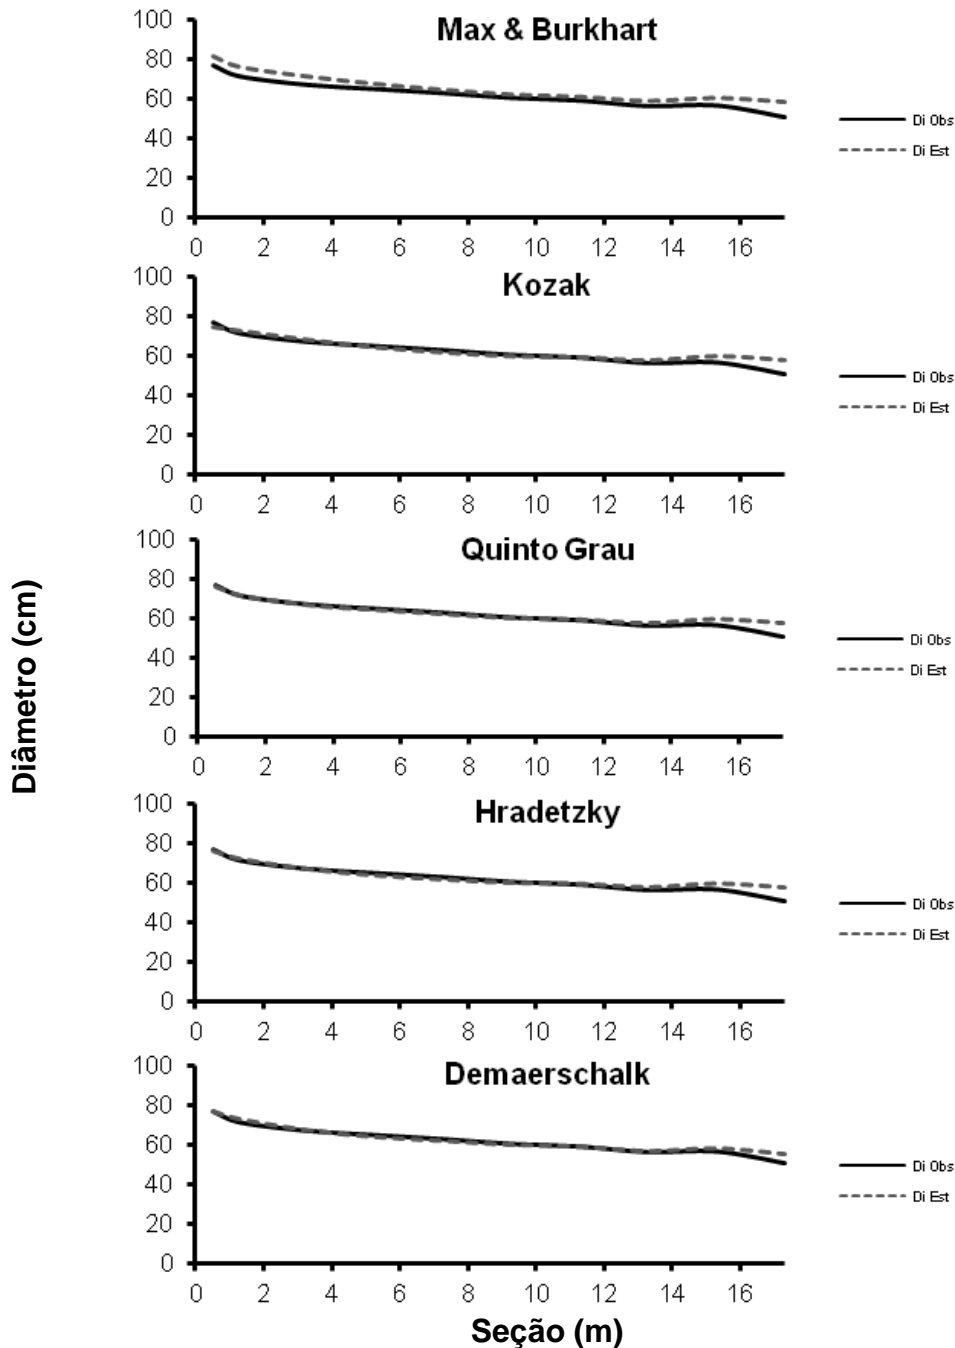 Max & Burkhart
100
80
60
40
20
0
0 2 4 6 8 10 12 14 16
Di Obs
Di Est
Kozak
100
80
60
40
20
0
0 2 4 6 8 10 12 14 16
Di Obs
Di Est
Quinto Grau
100
80
60
40
20
0
0 2 4 6 8 10 12 14 16
Di Obs
Di Est
Hradetzky
100
80
60
40
20
0
0 2 4 6 8 10 12 14 16
Di Obs
Di Est
Demaerschalk
100
80
60
40
20
0
0 2 4 6 8 10 12 14 16
Di Obs
Di Est
Diâmetro (cm)
Seção (m)